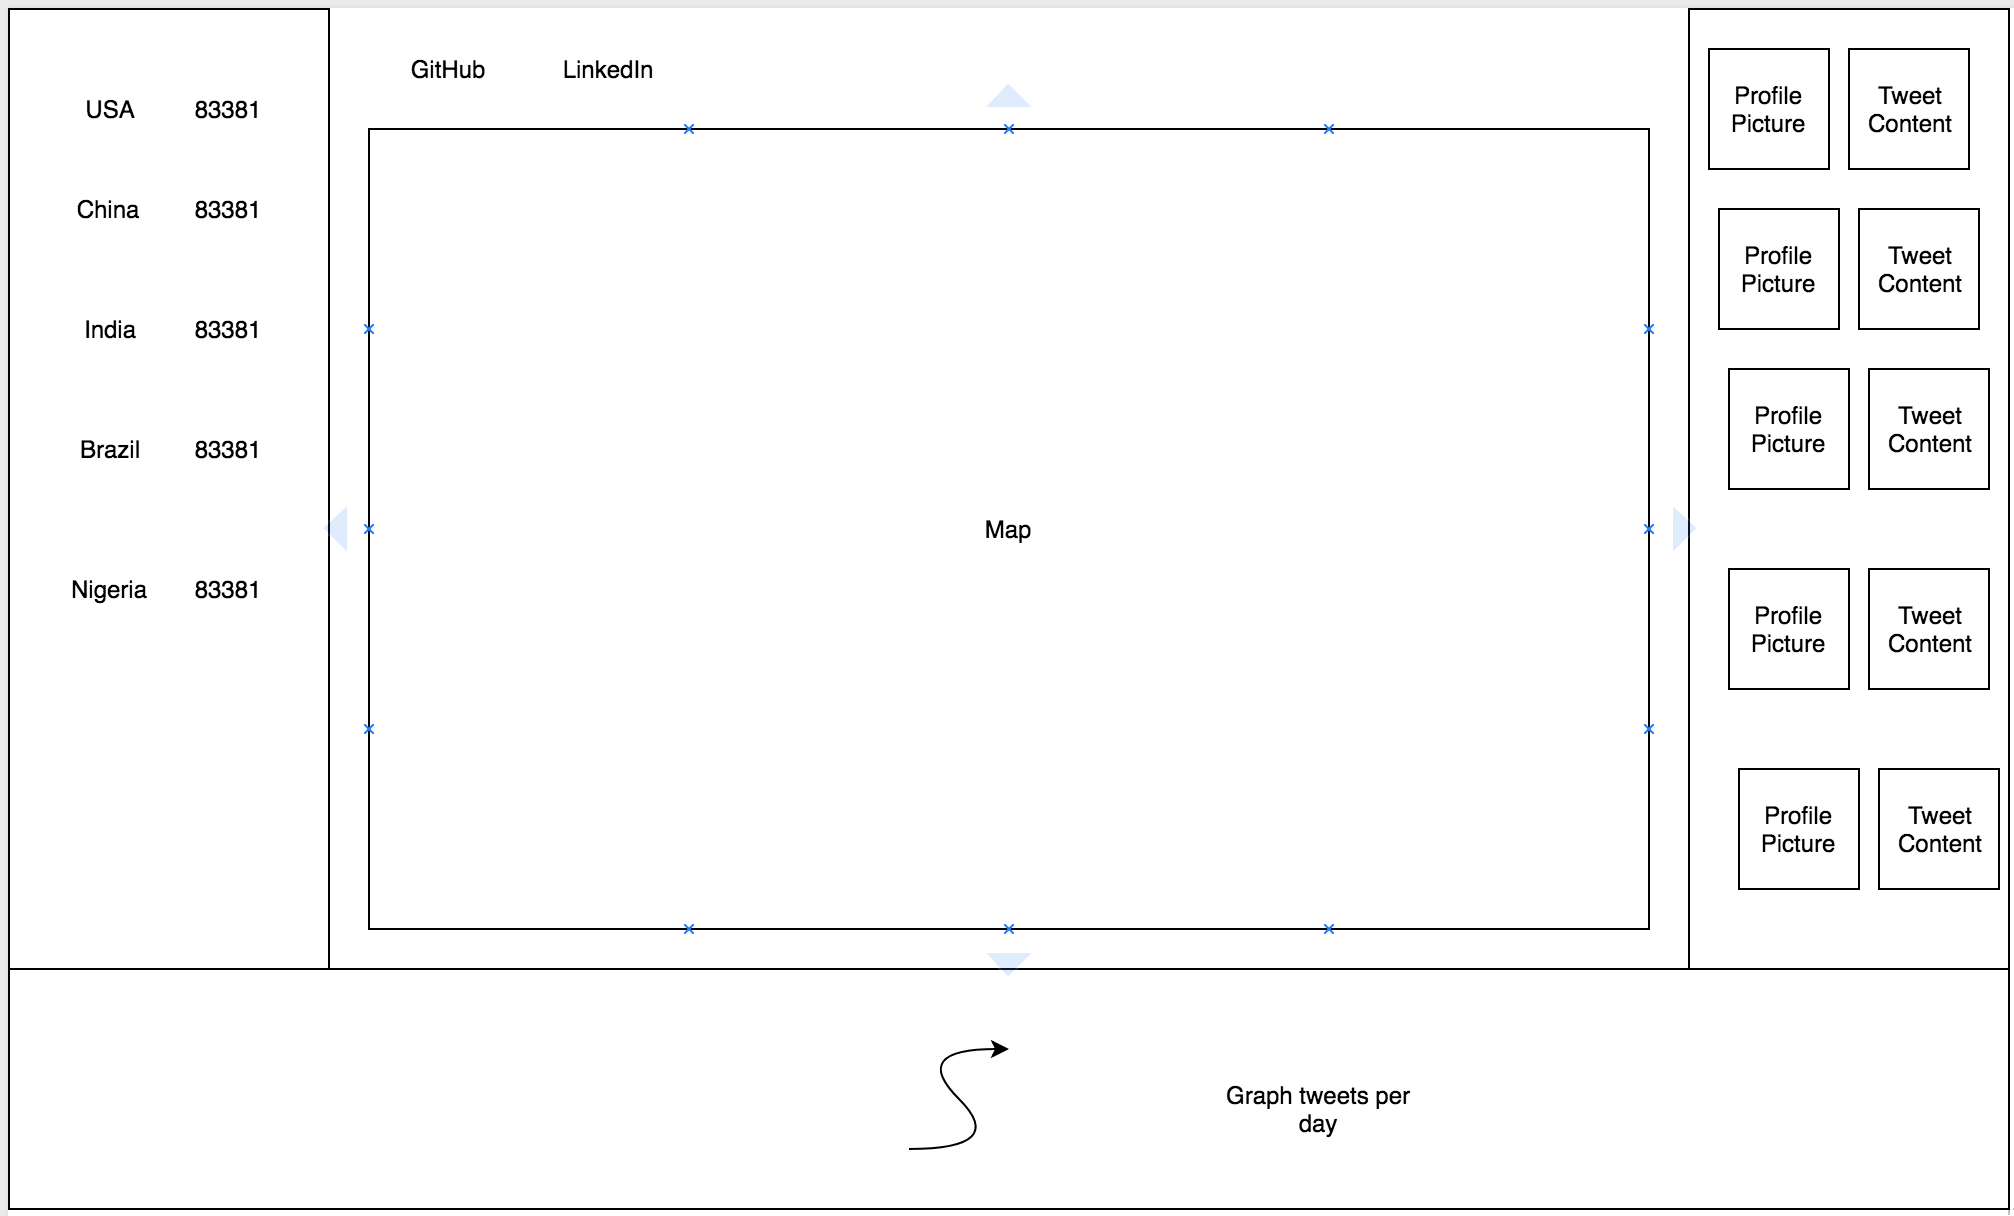 USA 83381
China 83381
India 83381
Brazil 83381
Nigeria 83381
GitHub LinkedIn
Map
Profile
Picture
Tweet
Content
Profile
Picture
Tweet
Content
Profile
Picture
Tweet
Content
Profile
Picture
Tweet
Content
Profile
Picture
Tweet
Content
Graph tweets per
day